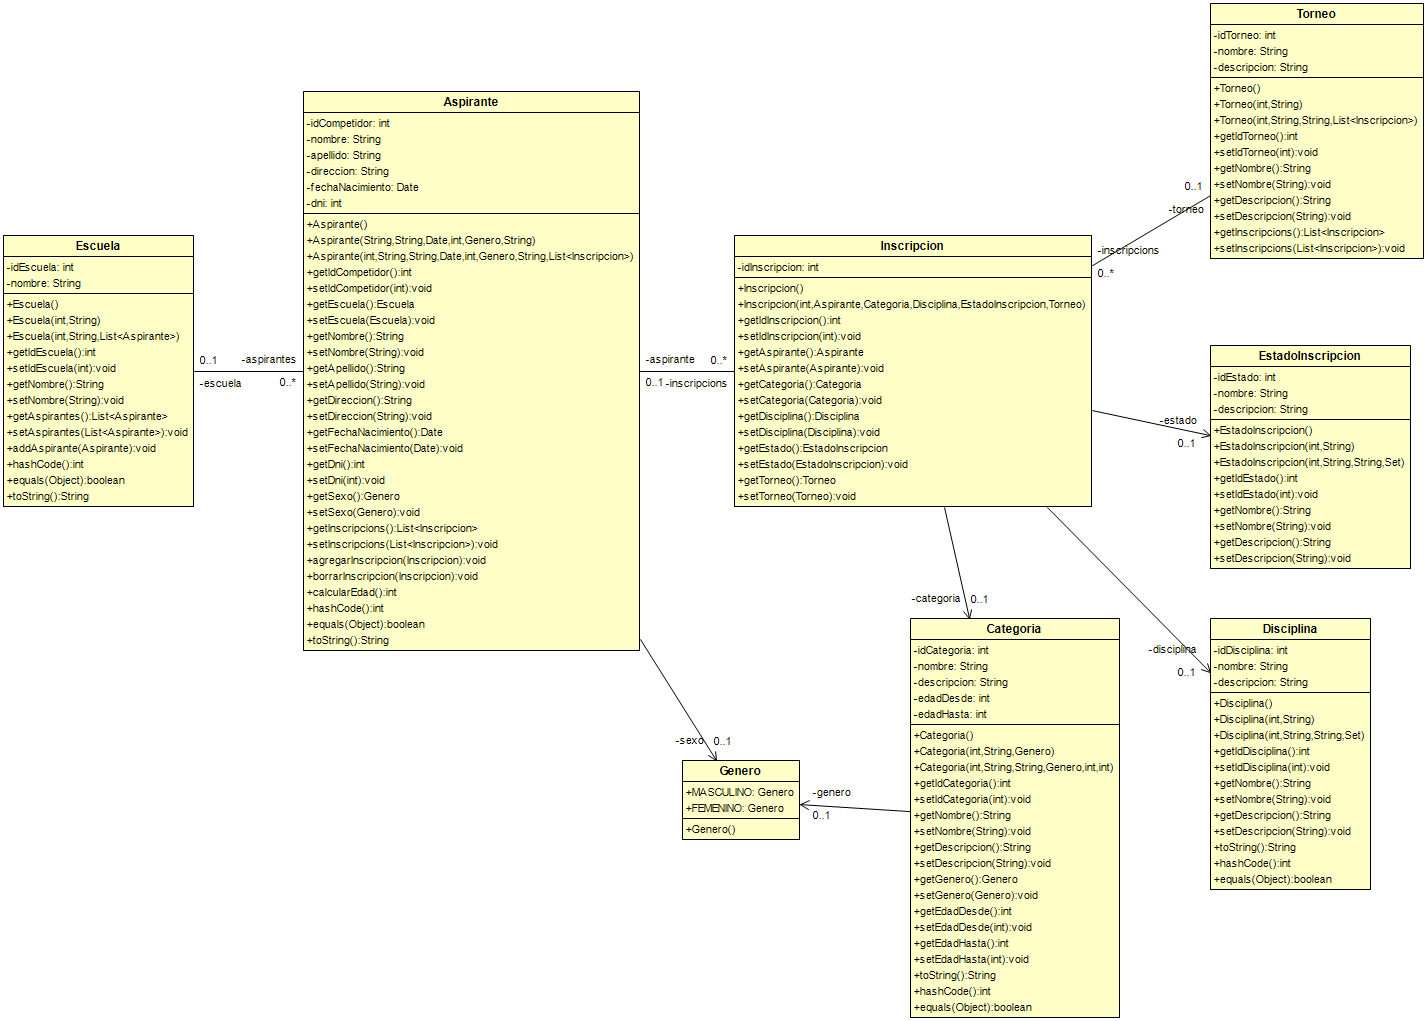 Torneo
-idTorneo: int
-nombre: String
-descripcion: String
+Torneo()
+Torneo(int,String)
+Torneo(int,String,String,List<Inscripcion>)
+getIdTorneo():int
+setIdTorneo(int):void
+getNombre():String
+setNombre(String):void
+getDescripcion():String
+setDescripcion(String):void
+getInscripcions():List<Inscripcion>
+setInscripcions(List<Inscripcion>):void
Aspirante
-idCompetidor: int
-nombre: String
-apellido: String
-direccion: String
-fechaNacimiento: Date
-dni: int
+Aspirante()
+Aspirante(String,String,Date,int,Genero,String)
+Aspirante(int,String,String,Date,int,Genero,String,List<Inscripcion>)
+getIdCompetidor():int
+setIdCompetidor(int):void
+getEscuela():Escuela
+setEscuela(Escuela):void
+getNombre():String
+setNombre(String):void
+getApellido():String
+setApellido(String):void
+getDireccion():String
+setDireccion(String):void
+getFechaNacimiento():Date
+setFechaNacimiento(Date):void
+getDni():int
+setDni(int):void
+getSexo():Genero
+setSexo(Genero):void
+getInscripcions():List<Inscripcion>
+setInscripcions(List<Inscripcion>):void
+agregarInscripcion(Inscripcion):void
+borrarInscripcion(Inscripcion):void
+calcularEdad():int
+hashCode():int
+equals(Object):boolean
+toString():String
Escuela
-idEscuela: int
-nombre: String
+Escuela()
+Escuela(int,String)
+Escuela(int,String,List<Aspirante>)
+getIdEscuela():int
+setIdEscuela(int):void
+getNombre():String
+setNombre(String):void
+getAspirantes():List<Aspirante>
+setAspirantes(List<Aspirante>):void
+addAspirante(Aspirante):void
+hashCode():int
+equals(Object):boolean
+toString():String
0..1 -aspirantes
-escuela 0..*
Inscripcion
-idInscripcion: int
+Inscripcion()
+Inscripcion(int,Aspirante,Categoria,Disciplina,EstadoInscripcion,Torneo)
+getIdInscripcion():int
+setIdInscripcion(int):void
+getAspirante():Aspirante
+setAspirante(Aspirante):void
+getCategoria():Categoria
+setCategoria(Categoria):void
+getDisciplina():Disciplina
+setDisciplina(Disciplina):void
+getEstado():EstadoInscripcion
+setEstado(EstadoInscripcion):void
+getTorneo():Torneo
+setTorneo(Torneo):void
-aspirante 0..*
0..1 -inscripcions
0..1
-torneo
-inscripcions
0..*
EstadoInscripcion
-idEstado: int
-nombre: String
-descripcion: String
+EstadoInscripcion()
+EstadoInscripcion(int,String)
+EstadoInscripcion(int,String,String,Set)
+getIdEstado():int
+setIdEstado(int):void
+getNombre():String
+setNombre(String):void
+getDescripcion():String
+setDescripcion(String):void
-estado
0..1
-categoria 0..1
Categoria
-idCategoria: int
-nombre: String
-descripcion: String
-edadDesde: int
-edadHasta: int
+Categoria()
+Categoria(int,String,Genero)
+Categoria(int,String,String,Genero,int,int)
+getIdCategoria():int
+setIdCategoria(int):void
+getNombre():String
+setNombre(String):void
+getDescripcion():String
+setDescripcion(String):void
+getGenero():Genero
+setGenero(Genero):void
+getEdadDesde():int
+setEdadDesde(int):void
+getEdadHasta():int
+setEdadHasta(int):void
+toString():String
+hashCode():int
+equals(Object):boolean
-disciplina
0..1
Disciplina
-idDisciplina: int
-nombre: String
-descripcion: String
+Disciplina()
+Disciplina(int,String)
+Disciplina(int,String,String,Set)
+getIdDisciplina():int
+setIdDisciplina(int):void
+getNombre():String
+setNombre(String):void
+getDescripcion():String
+setDescripcion(String):void
+toString():String
+hashCode():int
+equals(Object):boolean
-sexo 0..1
Genero
+MASCULINO: Genero
+FEMENINO: Genero
+Genero()
-genero
0..1